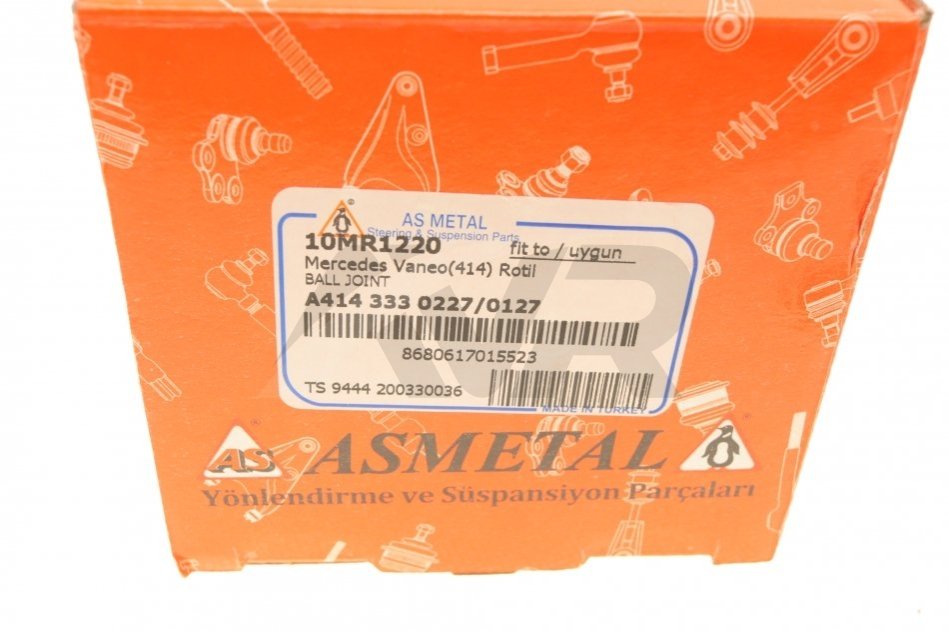 AS METAL
Steering & Suspension Parts
10MR1220 fit to / uygun
Mercedes Vaneo(414) Rotil
BALL JOINT
A414 333 0227/0127
8680617015523
TS 9444 200330036
MADE IN TURKEY
AS ASMETAL
Yönlendirme ve Süspansiyon Parçaları
AVR